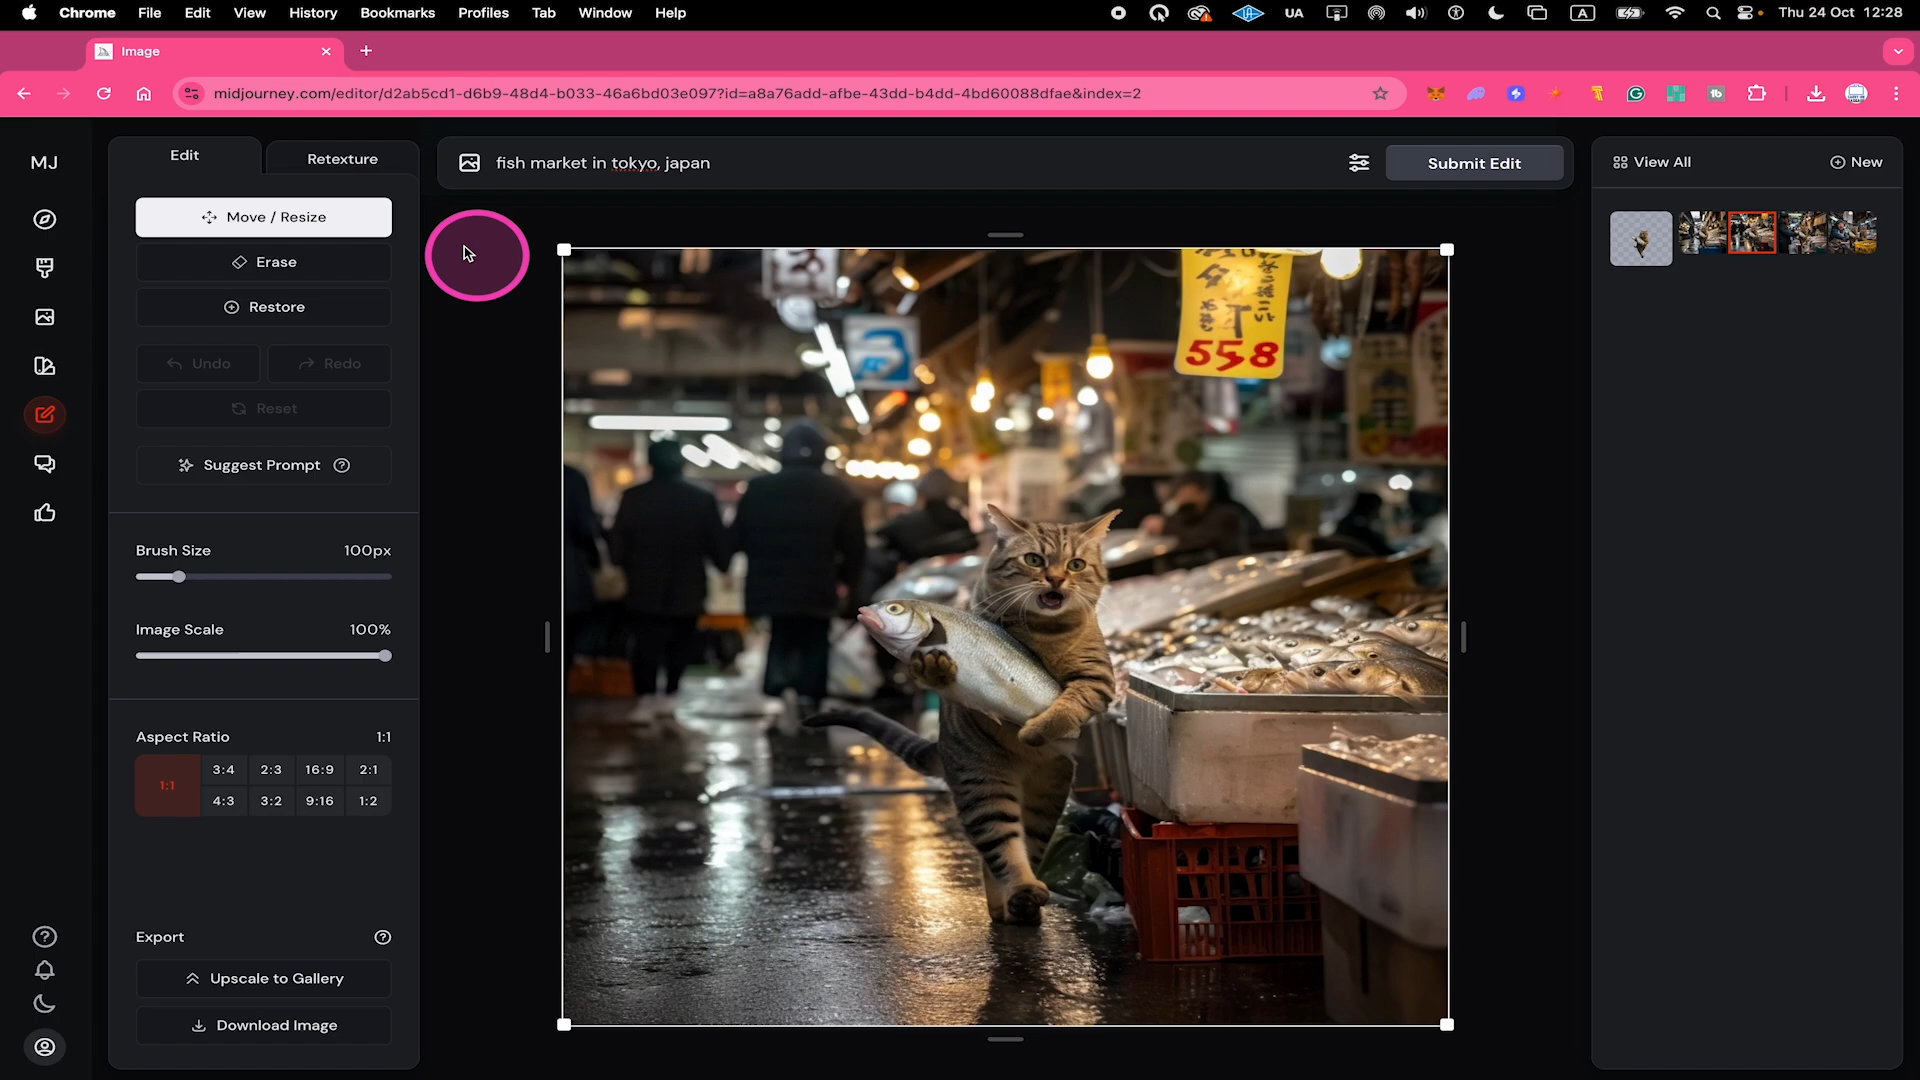 Chrome File Edit View History Bookmarks Profiles Tab Window Help
UA A Thu 24 Oct 12:28
Image
midjourney.com/editor/d2ab5cd1-d6b9-48d4-b033-46a6bd03e097?id=a8a76add-afbe-43dd-b4dd-4bd60088dfae&index=2
MJ
Edit Retexture
fish market in tokyo, japan
Submit Edit
View All New
Move / Resize
Erase
Restore
Undo Redo
Reset
Suggest Prompt
Brush Size 100px
Image Scale 100%
Aspect Ratio 1:1
1:1 3:4 2:3 16:9 2:1
4:3 3:2 9:16 1:2
Export
Upscale to Gallery
Download Image
558